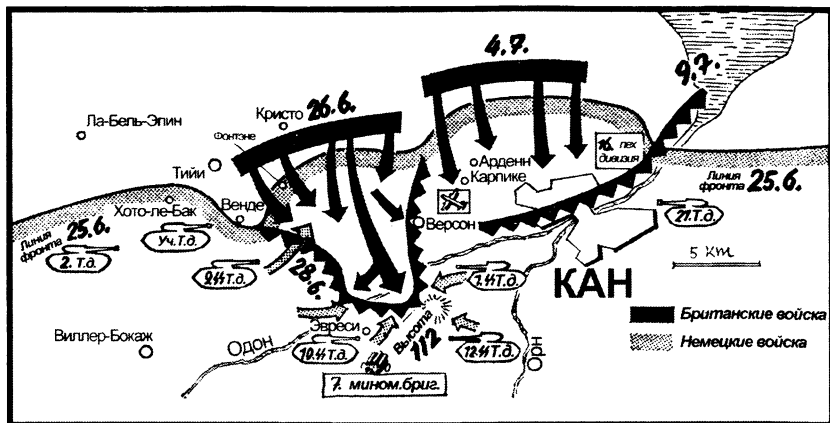 4.7.
9.7.
26.6.
Кристо
Ла-Бель-Эпин
Фонтэне
Тийи
16. пех
дивизия
Арденн
Карпике
Линия
фронта 25.6.
Хото-ле-Бак
Венде
Версон
Линия
фронта 25.6.
Уч.Т.д.
21.Т.д.
2. Т.д.
9.SS Т.д.
28.6.
1.SS Т.д.
КАН
5 Km
Британские войска
Немецкие войска
Виллер-Бокаж
Эвреси
Высота
112
Одон
Орн
10.SS Т.д.
12.SS Т.д.
7. мином.бриг.